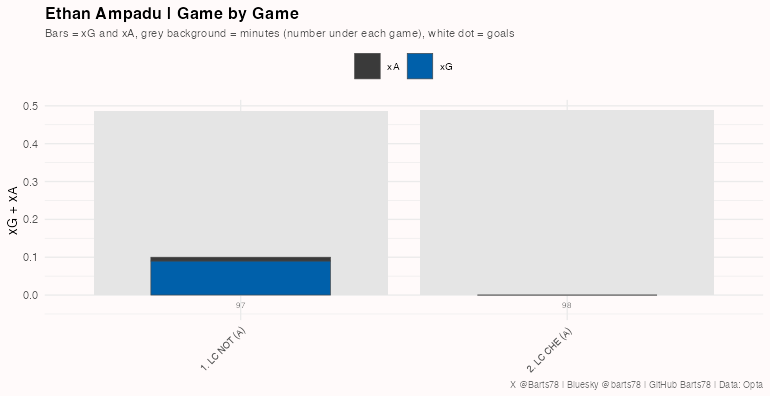 Ethan Ampadu | Game by Game
Bars = xG and xA, grey background = minutes (number under each game), white dot = goals
xA xG
xG + xA
0.5
0.4
0.3
0.2
0.1
0.0
97 98
1. LC NOT (A) 2. LC CHE (A)
X @Barts78 | Bluesky @barts78 | GitHub Barts78 | Data: Opta